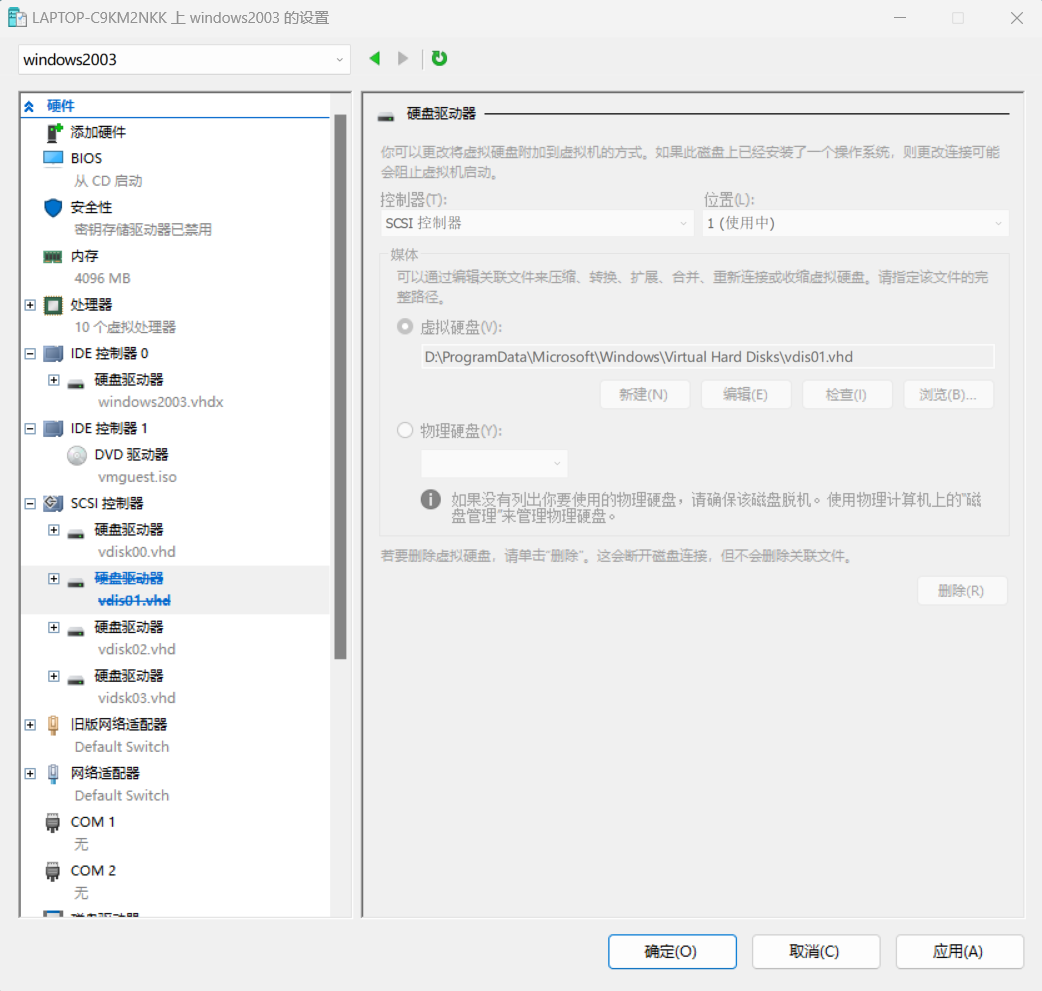 LAPTOP-C9KM2NKK 上 windows2003 的设置
windows2003
硬件
添加硬件
BIOS
从 CD 启动
安全性
密钥存储驱动器已禁用
内存
4096 MB
处理器
10 个虚拟处理器
IDE 控制器 0
硬盘驱动器
windows2003.vhdx
IDE 控制器 1
DVD 驱动器
vmguest.iso
SCSI 控制器
硬盘驱动器
vdisk00.vhd
硬盘驱动器
vdis01.vhd
硬盘驱动器
vdisk02.vhd
硬盘驱动器
vidsk03.vhd
旧版网络适配器
Default Switch
网络适配器
Default Switch
COM 1
无
COM 2
无
磁盘驱动器
硬盘驱动器
你可以更改将虚拟硬盘附加到虚拟机的方式。如果此磁盘上已经安装了一个操作系统，则更改连接可能
会阻止虚拟机启动。
控制器(T): 位置(L):
SCSI 控制器 1 (使用中)
媒体
可以通过编辑关联文件来压缩、转换、扩展、合并、重新连接或收缩虚拟硬盘。请指定该文件的完
整路径。
虚拟硬盘(V):
D:\ProgramData\Microsoft\Windows\Virtual Hard Disks\vdis01.vhd
新建(N) 编辑(E) 检查(I) 浏览(B)...
物理硬盘(Y):
如果没有列出你要使用的物理硬盘，请确保该磁盘脱机。使用物理计算机上的"磁
盘管理"来管理物理硬盘。
若要删除虚拟硬盘，请单击"删除"。这会断开磁盘连接，但不会删除关联文件。
删除(R)
确定(O) 取消(C) 应用(A)